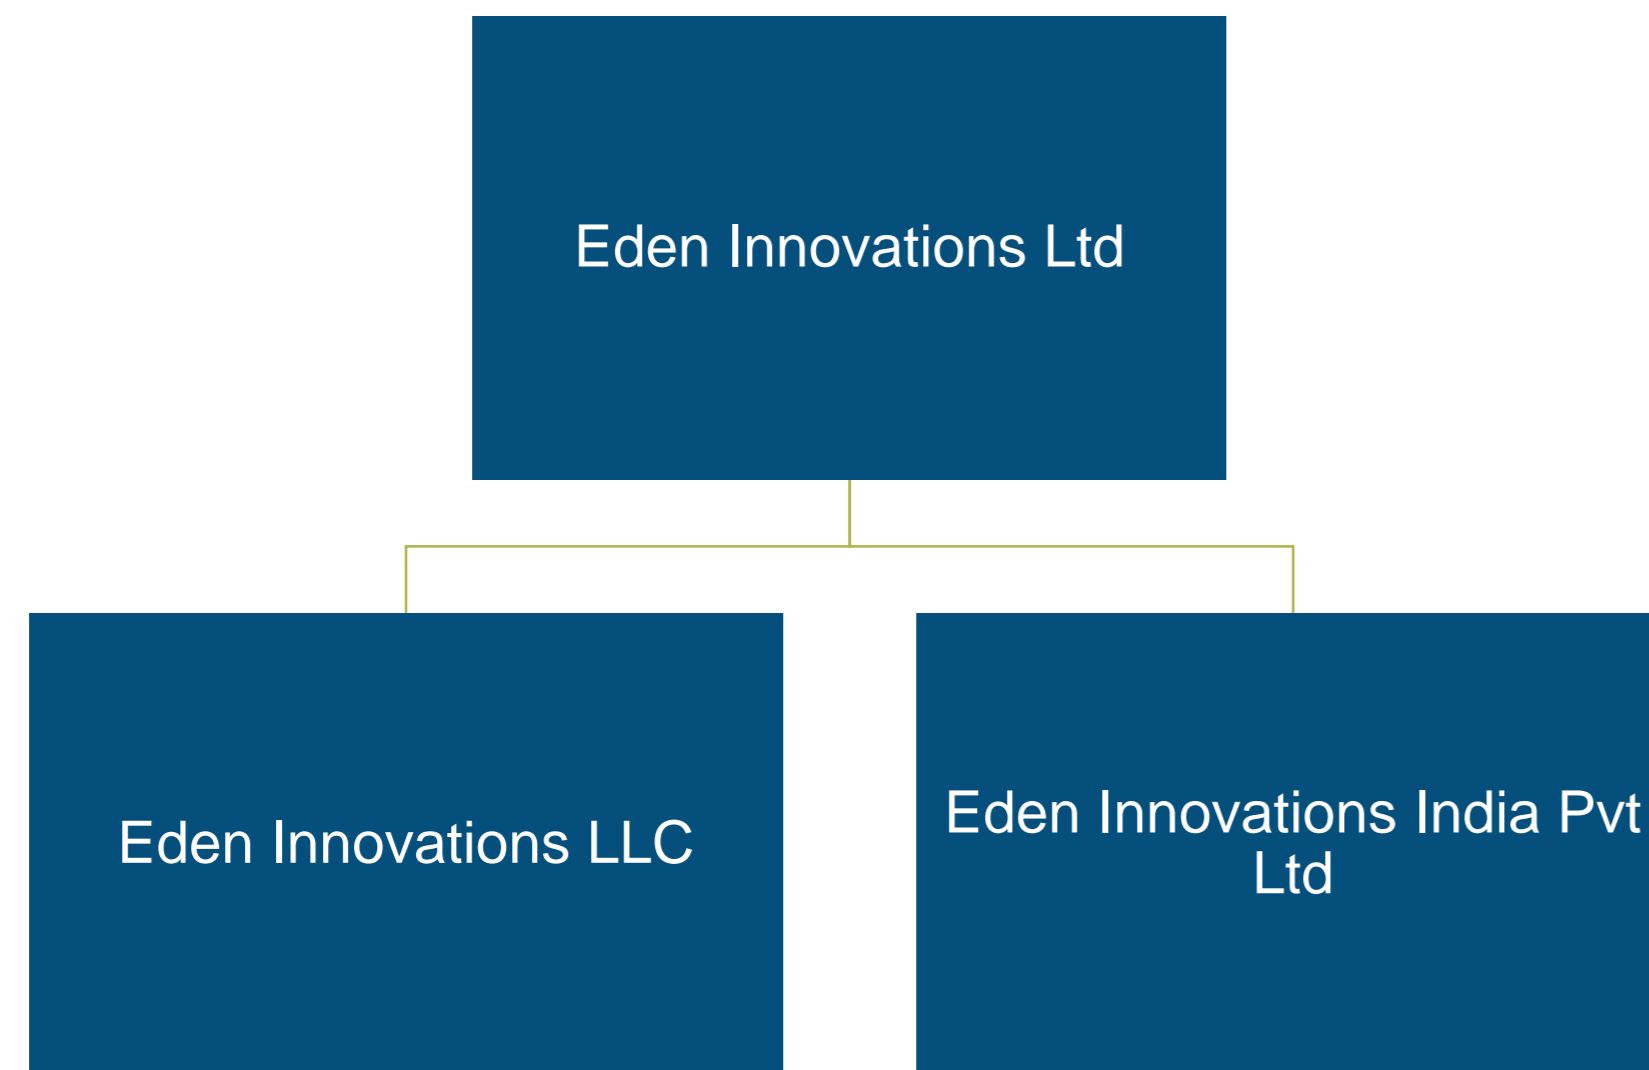 Eden Innovations Ltd
Eden Innovations LLC
Eden Innovations India Pvt
Ltd